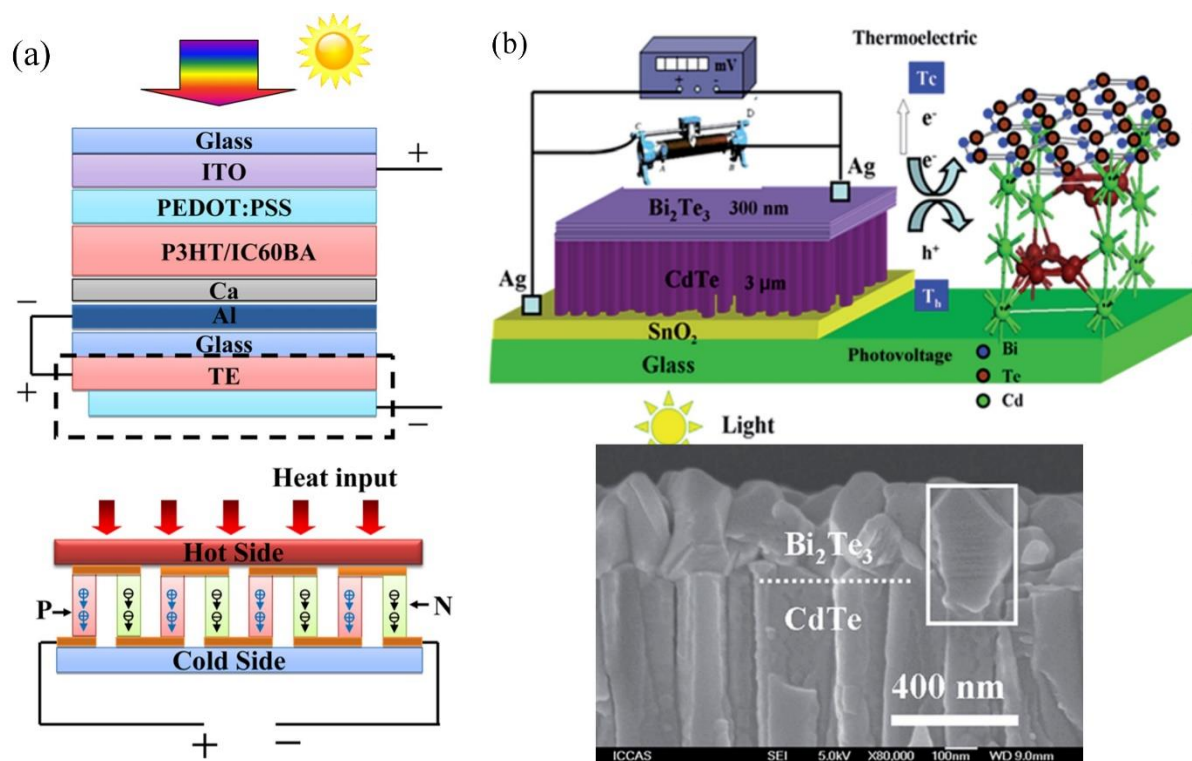 (a)
Glass
ITO
+
PEDOT:PSS
P3HT/IC60BA
Ca
−
Al
Glass
TE
+
−
Heat input
Hot Side
P
N
Cold Side
+ −
(b)
Thermoelectric
mV
+ -
Tc
C
D
e-
A
B
e-
Ag
Bi2Te3 300 nm
h+
Ag
CdTe 3 μm
Th
SnO2
Photovoltage
Glass
Bi
Te
Cd
Light
Bi2Te3
CdTe
400 nm
ICCAS SEI 5.0kV X80,000 100nm WD 9.0mm